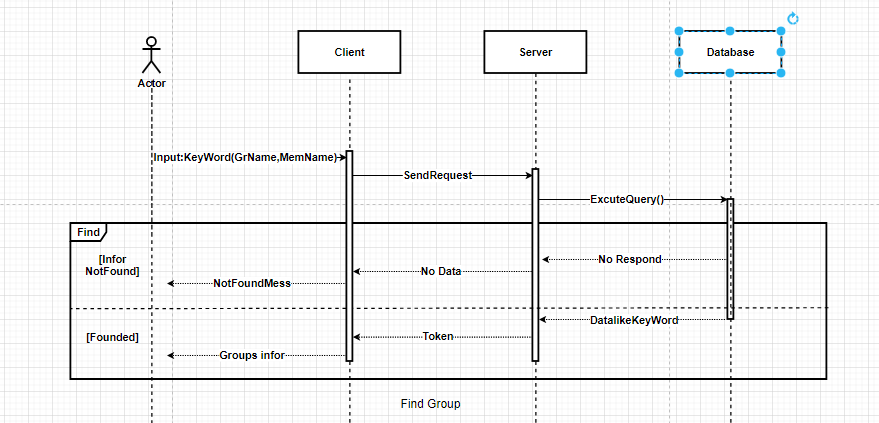 Client
Server
Database
Actor
Input:KeyWord(GrName,MemName)
SendRequest
ExcuteQuery()
Find
[Infor
NotFound]
No Respond
No Data
NotFoundMess
DatalikeKeyWord
[Founded]
Token
Groups infor
Find Group